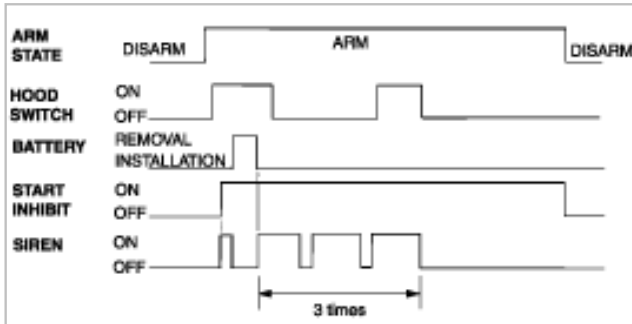 ARM STATE DISARM ARM DISARM
HOOD SWITCH ON
OFF
BATTERY REMOVAL
INSTALLATION
START INHIBIT ON
OFF
SIREN ON
OFF
3 times